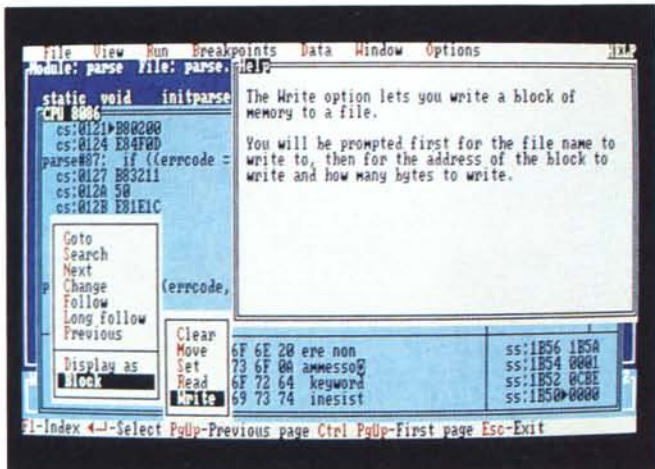 File View Run Breakpoints Data Window Options
Module: parse File: parse. Help
static void initparse
The Write option lets you write a block of
memory to a file.
You will be prompted first for the file name to
write to, then for the address of the block to
write and how many bytes to write.
CPU 8086
cs:0121▶B80200
cs:0124 E84F0D
parse#87: if ((errcode =
cs:0127 B83211
cs:012A 50
cs:012B E81E1C
p (errcode,
Goto
Search
Next
Change
Follow
Long follow
Previous
Display as
Block
Clear
Move
Set
Read
Write
6F 6E 20 ere non
73 6F 0A ammesso
6F 72 64 keyword
69 73 74 inesist
ss:1B56 1B5A
ss:1B54 0001
ss:1B52 0CBE
ss:1B50▶0000
F1-Index ◄─┘-Select PgUp-Previous page Ctrl PgUp-First page Esc-Exit